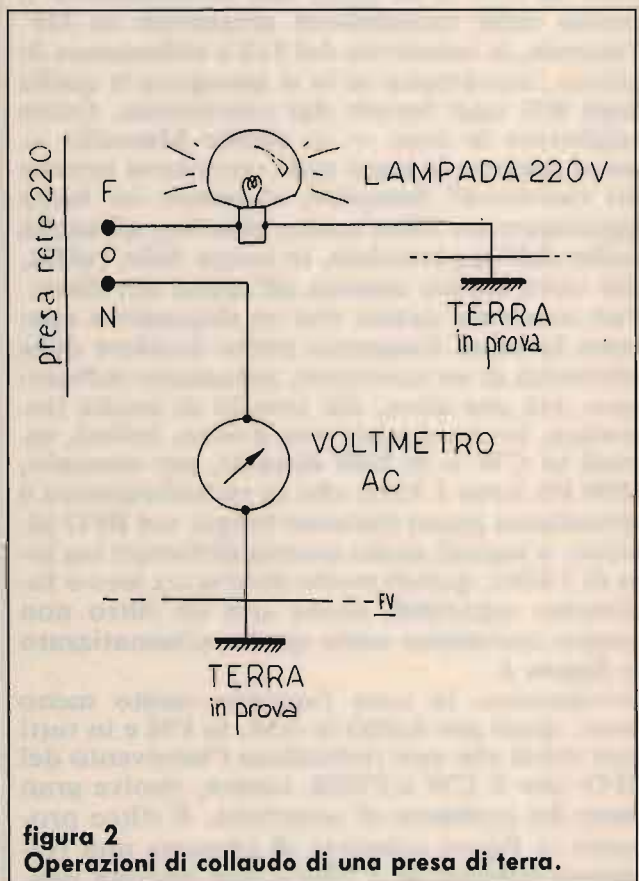 presa rete 220
F
N
LAMPADA 220V
TERRA
in prova
VOLTMETRO
AC
FV
TERRA
in prova
figura 2
Operazioni di collaudo di una presa di terra.